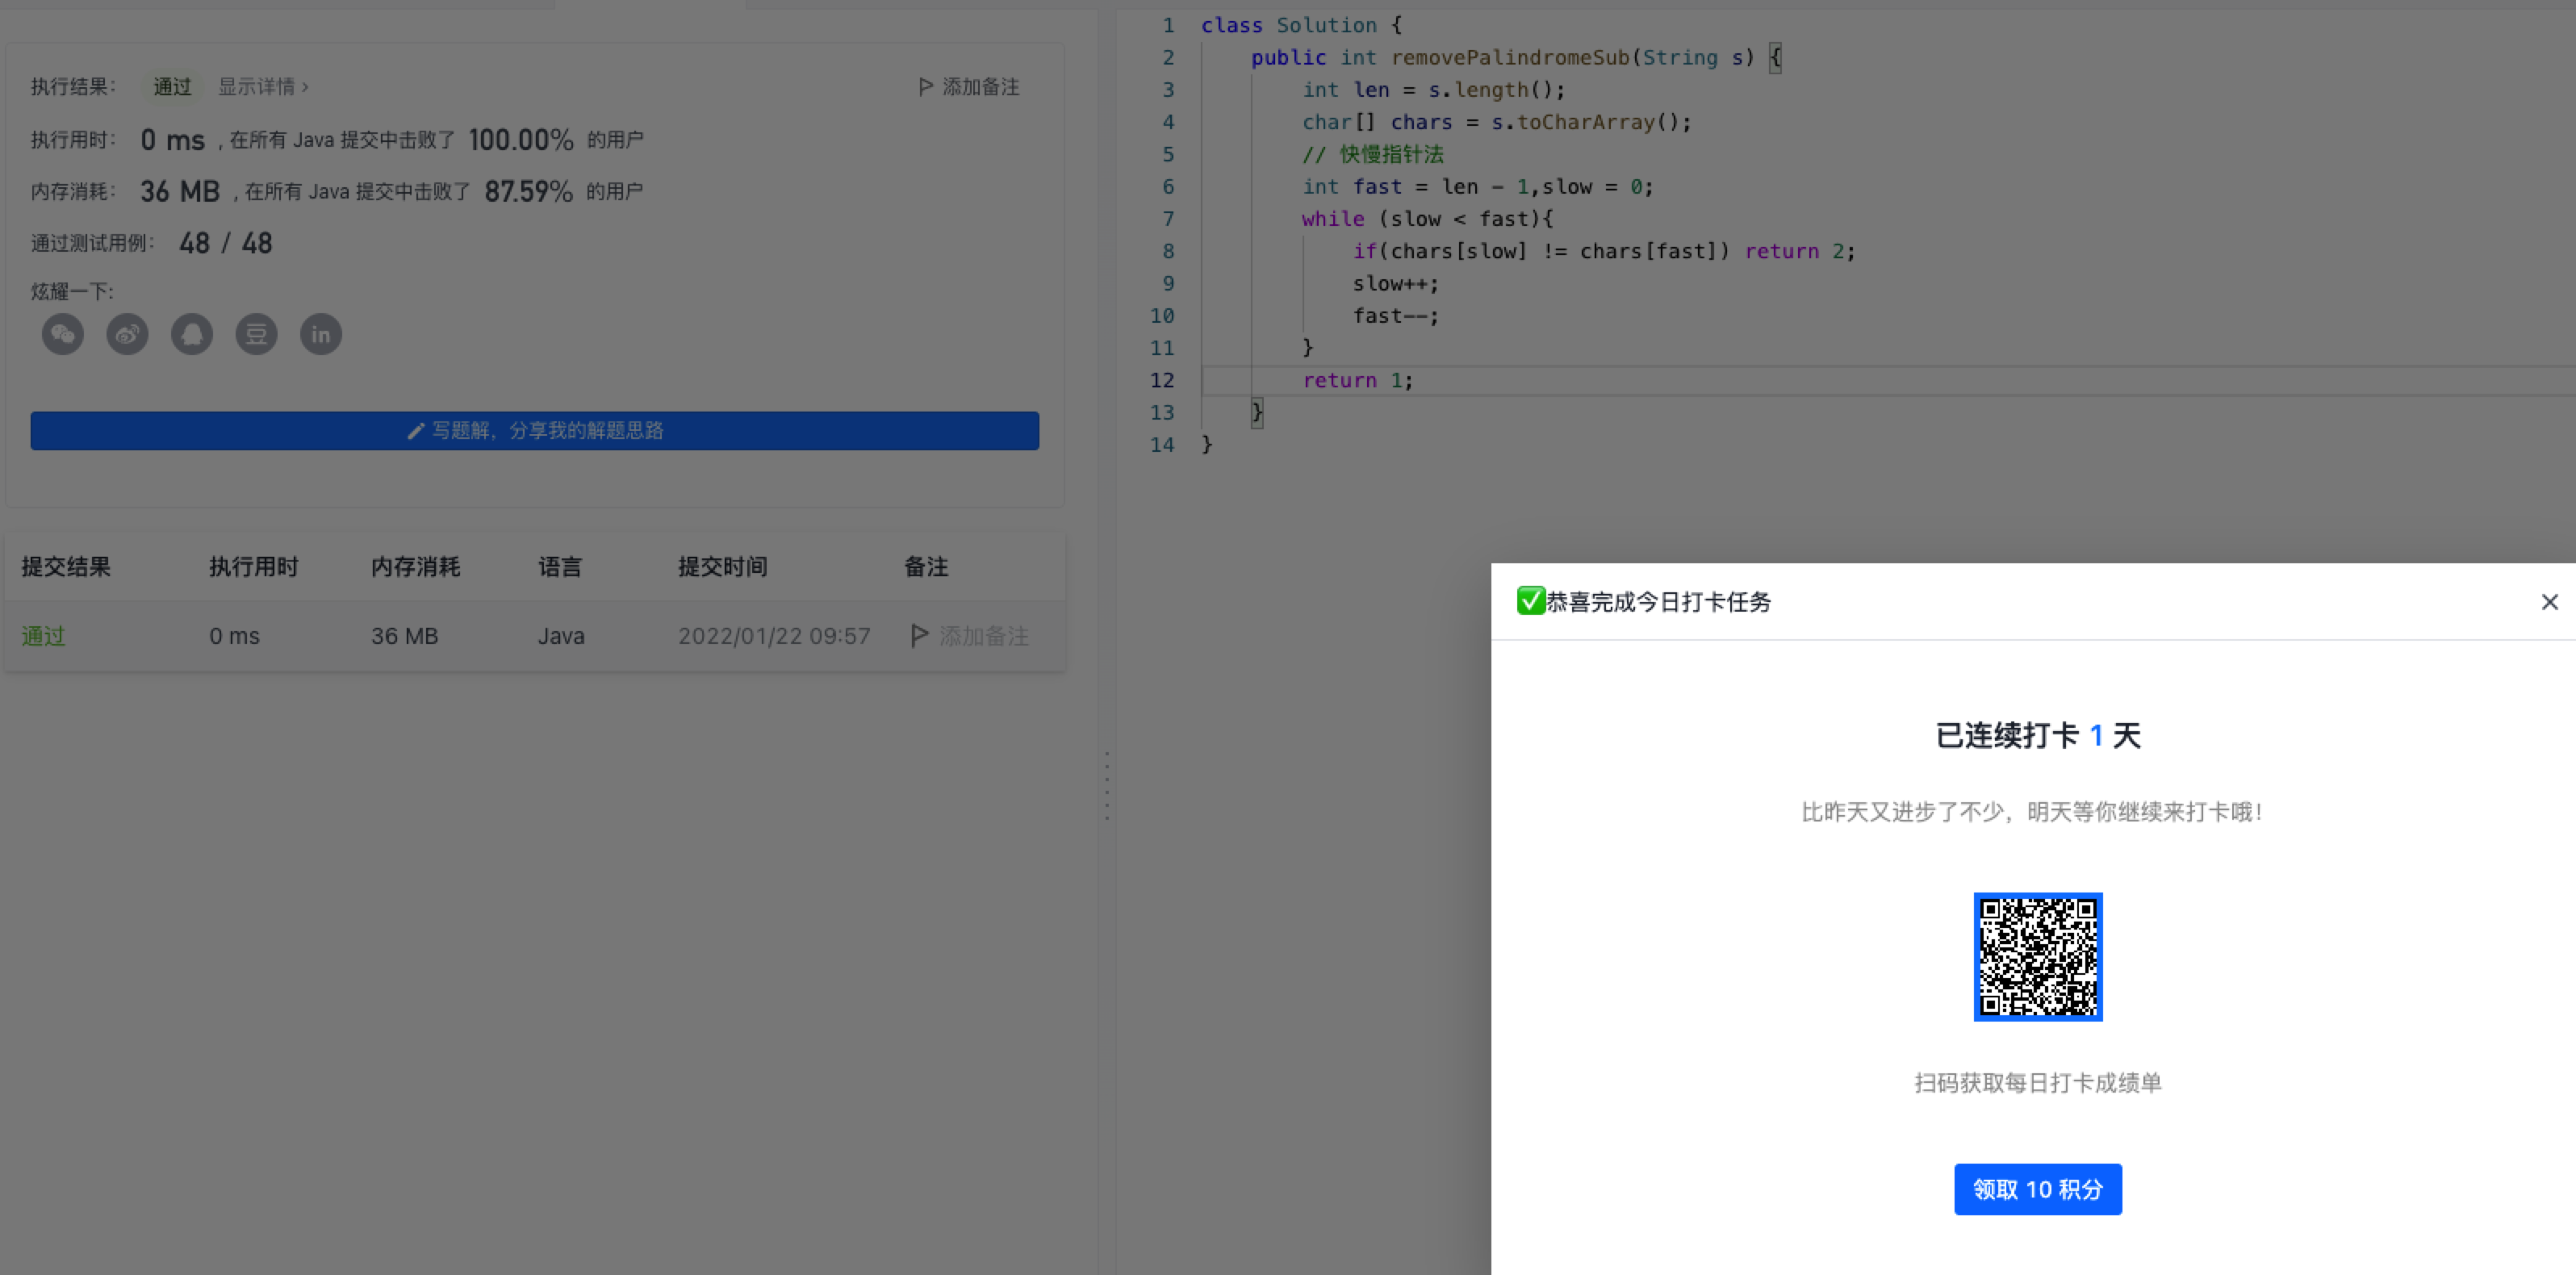 执行结果： 通过 显示详情 › 添加备注
执行用时： 0 ms , 在所有 Java 提交中击败了 100.00% 的用户
内存消耗： 36 MB , 在所有 Java 提交中击败了 87.59% 的用户
通过测试用例： 48 / 48
炫耀一下:
豆 in
写题解，分享我的解题思路
提交结果 执行用时 内存消耗 语言 提交时间 备注
通过 0 ms 36 MB Java 2022/01/22 09:57 添加备注
1 class Solution {
2 public int removePalindromeSub(String s) {
3 int len = s.length();
4 char[] chars = s.toCharArray();
5 // 快慢指针法
6 int fast = len - 1,slow = 0;
7 while (slow < fast){
8 if(chars[slow] != chars[fast]) return 2;
9 slow++;
10 fast--;
11 }
12 return 1;
13 }
14 }
✅恭喜完成今日打卡任务
已连续打卡 1 天
比昨天又进步了不少，明天等你继续来打卡哦！
扫码获取每日打卡成绩单
领取 10 积分